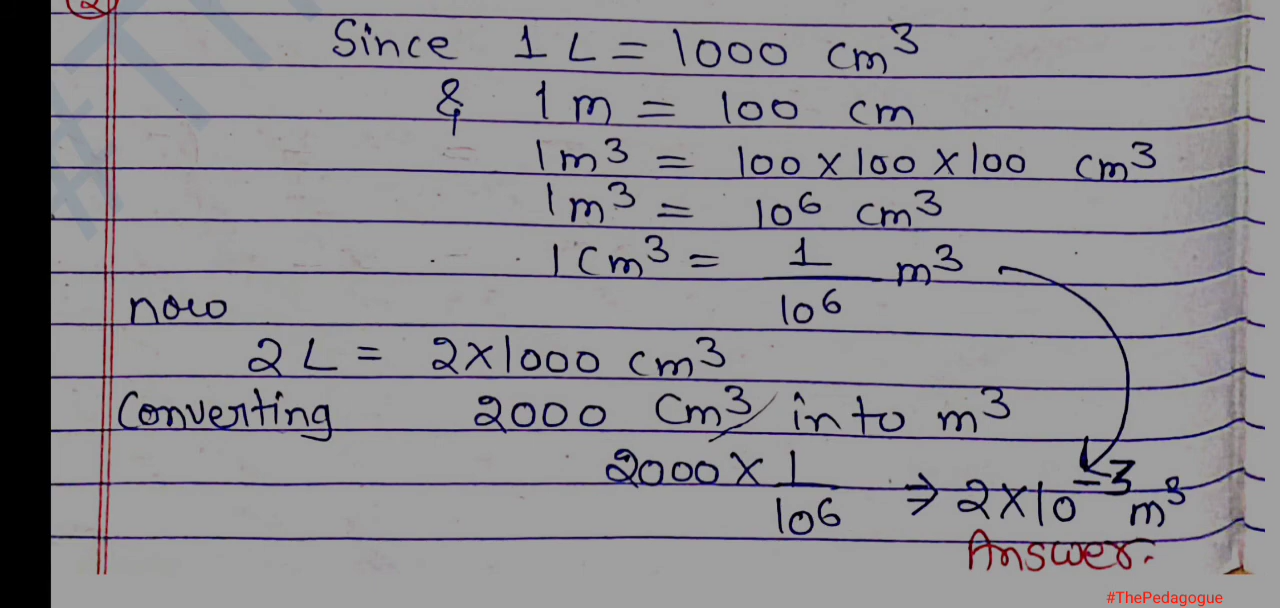 (2)
Since 1 L = 1000 cm³
& 1 m = 100 cm
1m³ = 100 x 100 x 100 cm³
1m³ = 10⁶ cm³
1 Cm³ = 1/10⁶ m³
now
2 L = 2x1000 cm³
Converting 2000 Cm³ into m³
2000 x 1/10⁶ ⇒ 2x10⁻³ m³
Answer.
#ThePedagogue